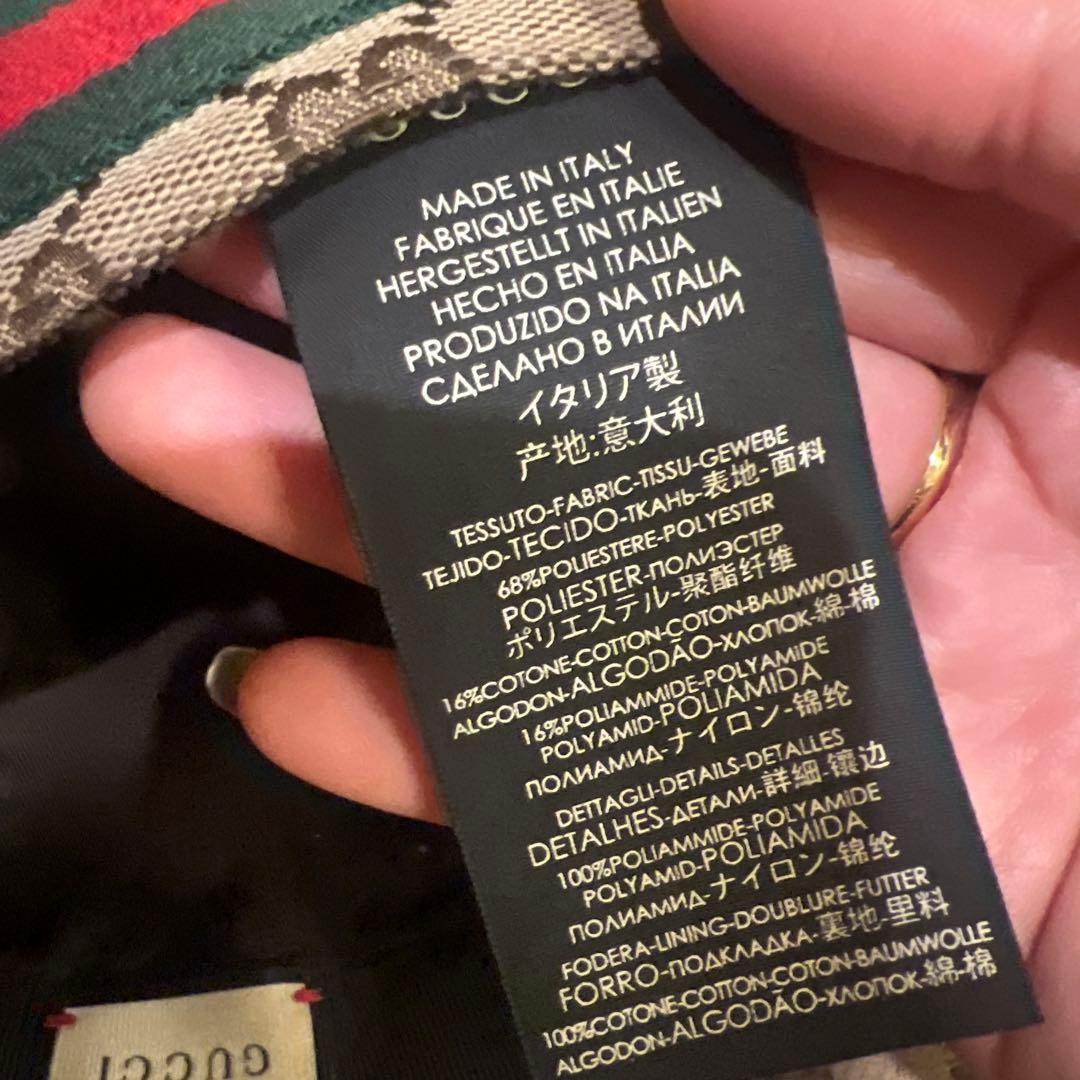 MADE IN ITALY
FABRIQUE EN ITALIE
HERGESTELLT IN ITALIEN
HECHO EN ITALIA
PRODUZIDO NA ITALIA
СДЕЛАНО В ИТАЛИИ
イタリア製
产地:意大利
TESSUTO-FABRIC-TISSU-GEWEBE
TEJIDO-TECIDO-ТКАНЬ-表地-面料
68%POLIESTERE-POLYESTER
POLIESTER-ПОЛИЭСТЕР
ポリエステル-聚酯纤维
16%COTONE-COTTON-COTON-BAUMWOLLE
ALGODON-ALGODÃO-ХЛОПОК-綿-棉
16%POLIAMMIDE-POLYAMIDE
POLYAMID-POLIAMIDA
ПОЛИАМИД-ナイロン-锦纶
DETTAGLI-DETAILS-DETALLES
DETALHES-ДЕТАЛИ-詳細-镶边
100%POLIAMMIDE-POLYAMIDE
POLYAMID-POLIAMIDA
ПОЛИАМИД-ナイロン-锦纶
FODERA-LINING-DOUBLURE-FUTTER
FORRO-ПОДКЛАДКА-裏地-里料
100%COTONE-COTTON-COTON-BAUMWOLLE
ALGODON-ALGODÃO-ХЛОПОК-綿-棉
GUCCI